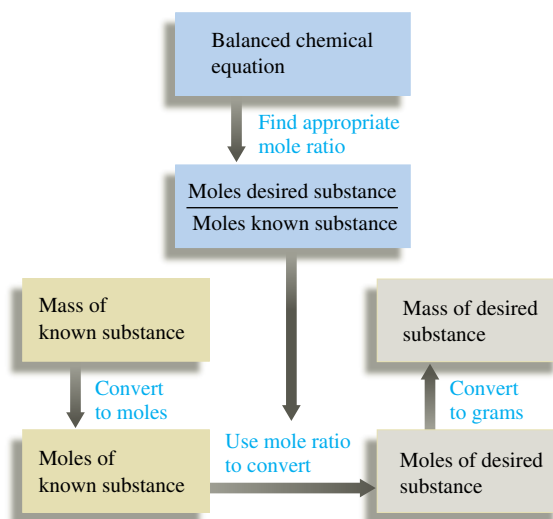 Balanced chemical
equation
Find appropriate
mole ratio
Moles desired substance
Moles known substance
Mass of
known substance
Mass of desired
substance
Convert
to moles
Convert
to grams
Use mole ratio
to convert
Moles of
known substance
Moles of desired
substance